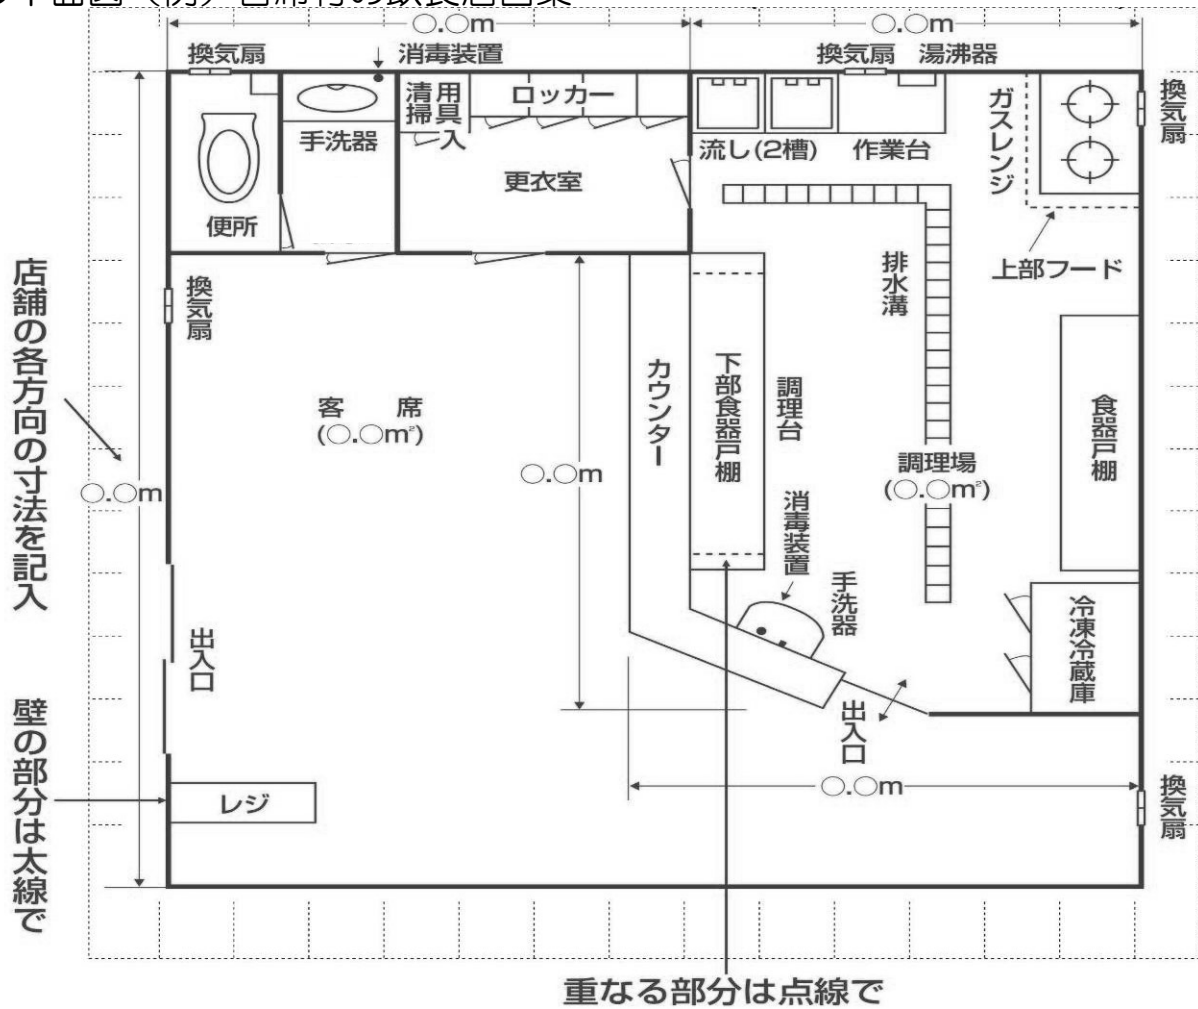 ○.○m
○.○m
換気扇
消毒装置
換気扇
湯沸器
清掃用具入
ロッカー
ガスレンジ
換気扇
手洗器
流し(2槽)
作業台
更衣室
便所
上部フード
排水溝
換気扇
店舗の各方向の寸法を記入
カウンター
下部食器戸棚
調理台
食器戸棚
客席
(○.○m²)
○.○m
○.○m
調理場
(○.○m²)
消毒装置
手洗器
冷凍冷蔵庫
出入口
出入口
壁の部分は太線で
レジ
○.○m
換気扇
重なる部分は点線で